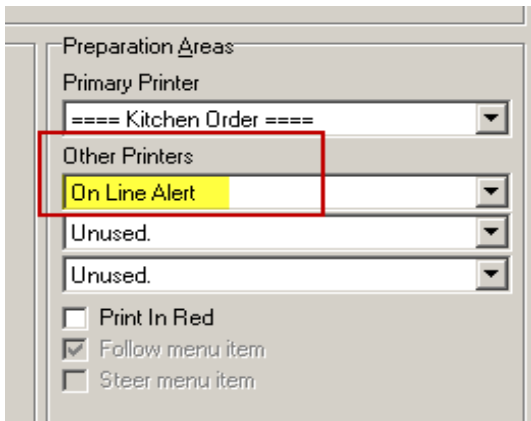 Preparation Areas
Primary Printer
==== Kitchen Order ====
Other Printers
On Line Alert
Unused.
Unused.
Print In Red
Follow menu item
Steer menu item